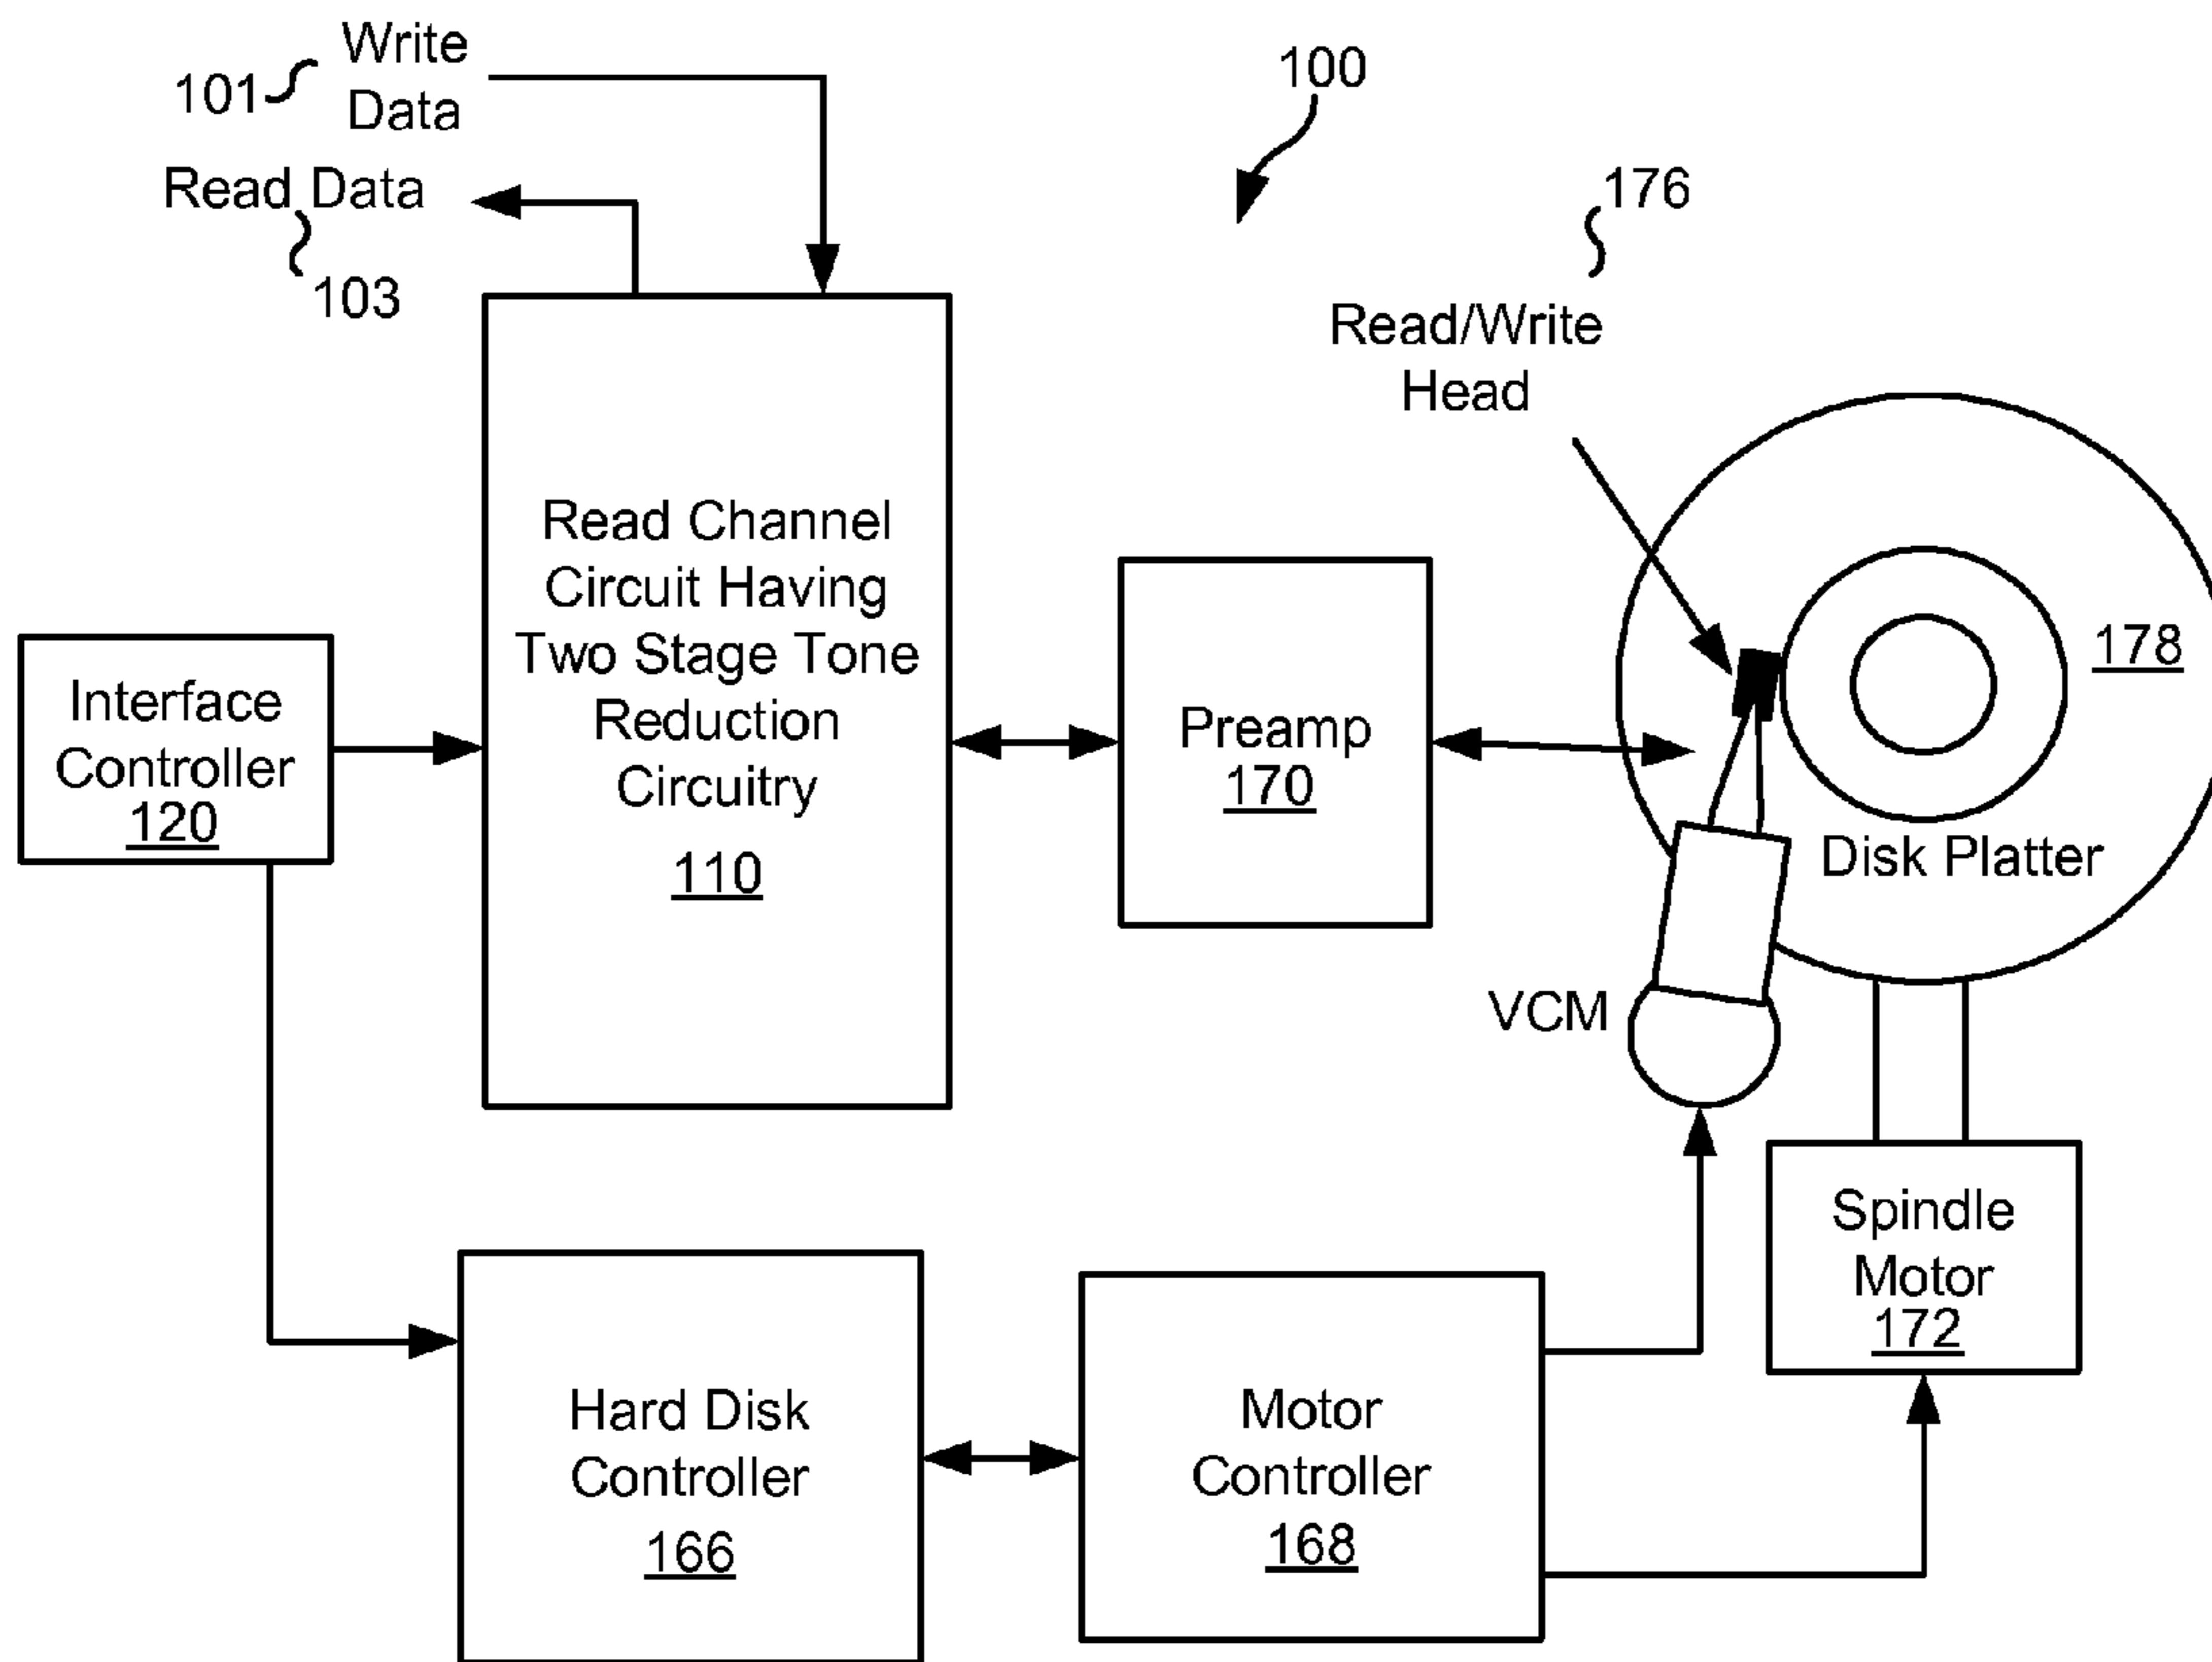 Write
Data
101
Read Data
103
100
176
Read/Write
Head
Read Channel
Circuit Having
Two Stage Tone
Reduction
Circuitry
110
Interface
Controller
120
Preamp
170
178
Disk Platter
VCM
Spindle
Motor
172
Hard Disk
Controller
166
Motor
Controller
168